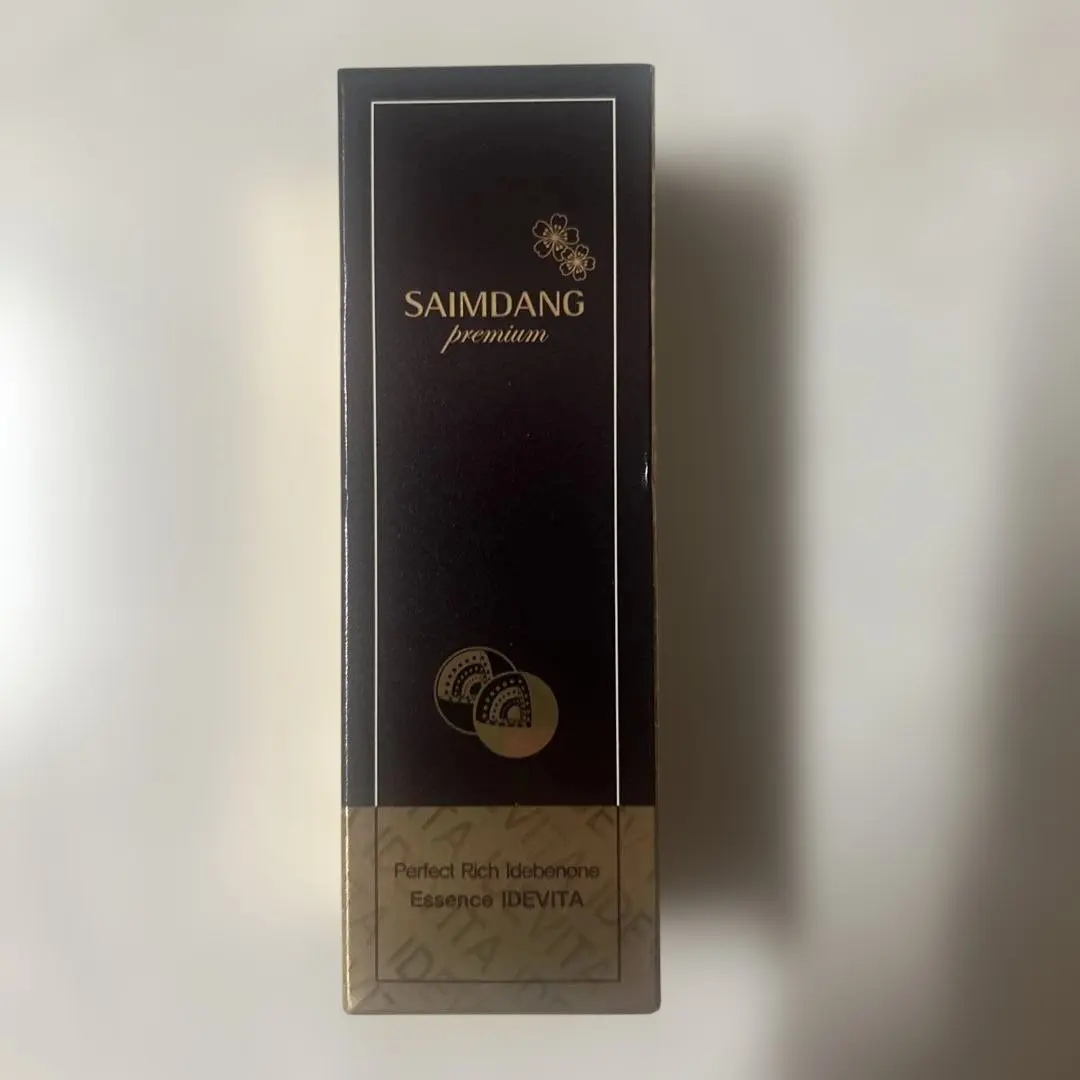 SAIMDANG
premium
Perfect Rich Idebenone
Essence IDEVITA